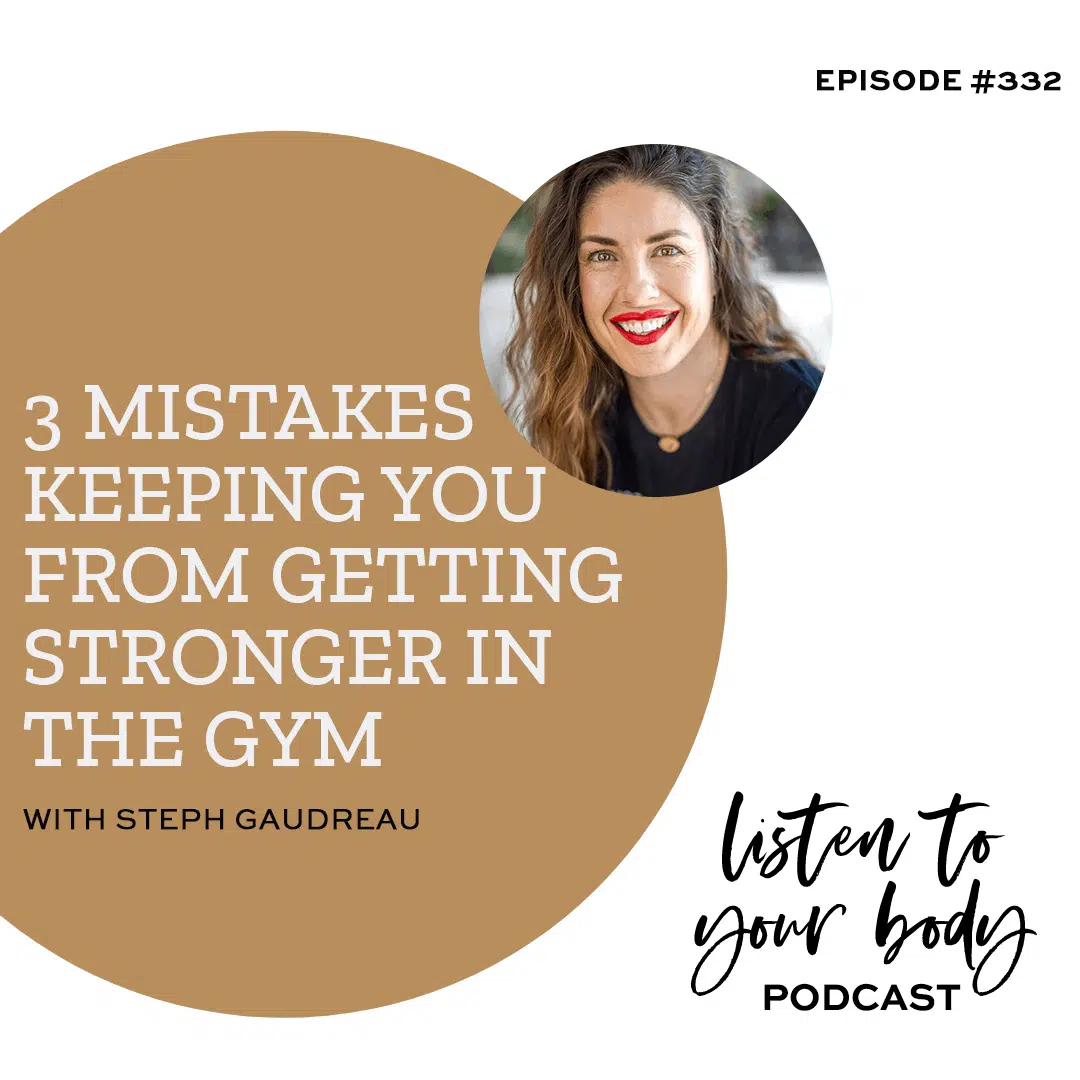 EPISODE #332
3 MISTAKES
KEEPING YOU
FROM GETTING
STRONGER IN
THE GYM
WITH STEPH GAUDREAU
listen to
your body
PODCAST